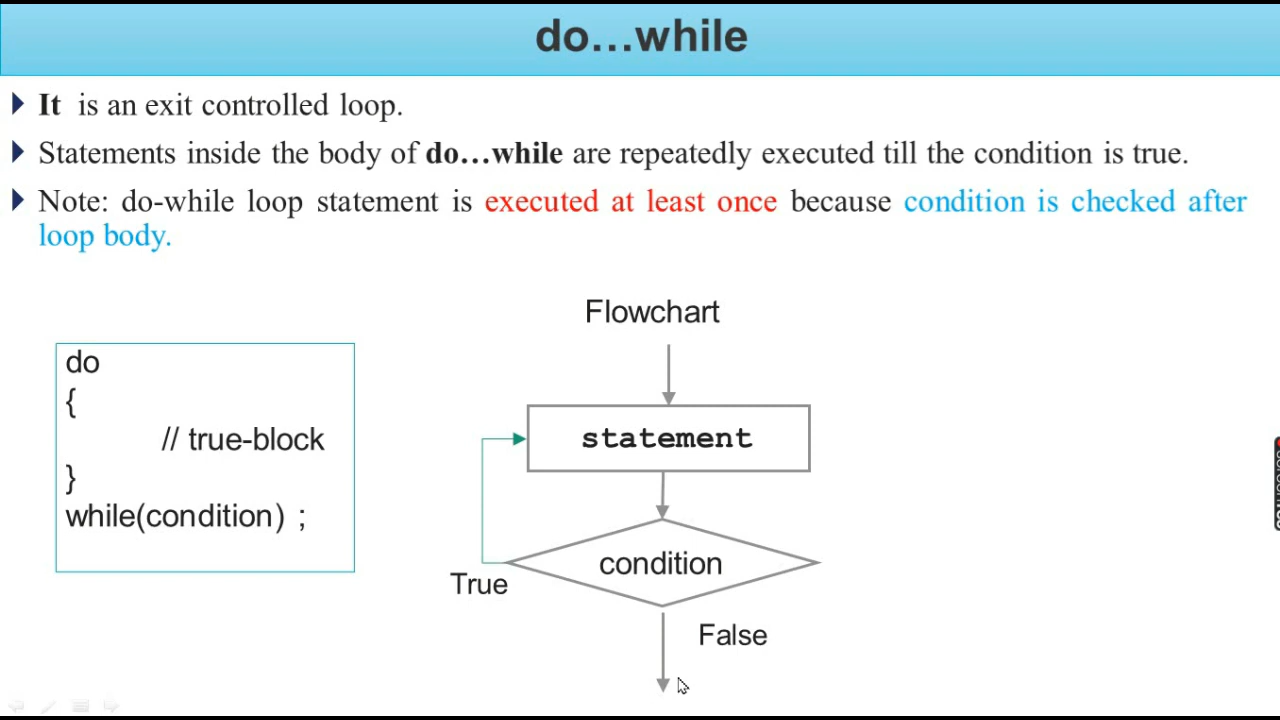 do...while
It is an exit controlled loop.
Statements inside the body of do...while are repeatedly executed till the condition is true.
Note: do-while loop statement is executed at least once because condition is checked after
loop body.
Flowchart
do
{
// true-block
}
while(condition) ;
statement
condition
True
False